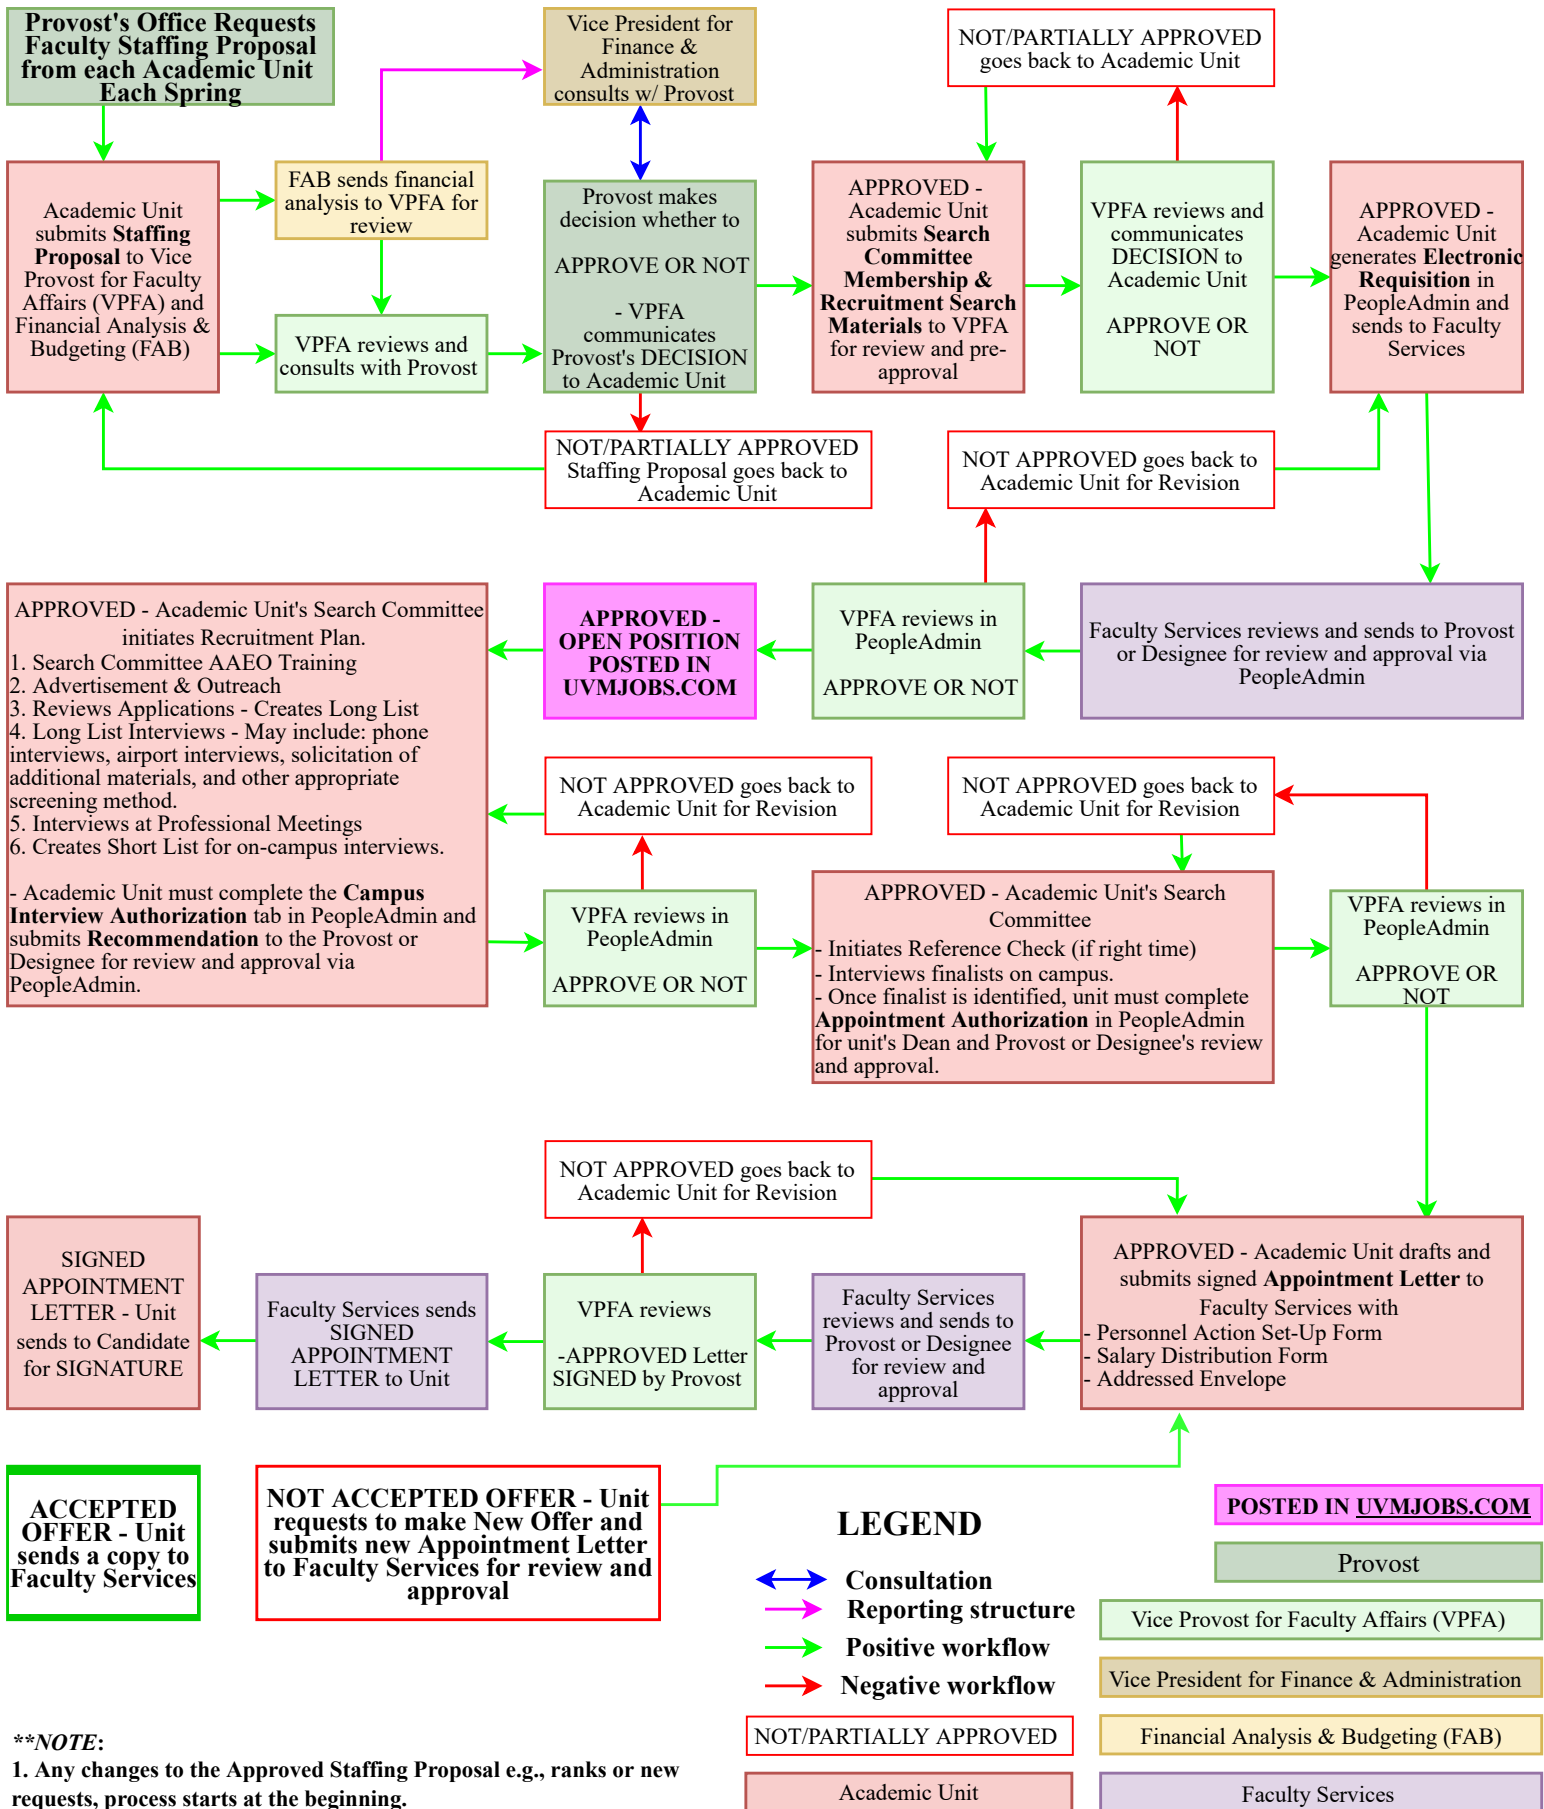 Provost's Office Requests
Faculty Staffing Proposal
from each Academic Unit
Each Spring
Vice President for
Finance &
Administration
consults w/ Provost
NOT/PARTIALLY APPROVED
goes back to Academic Unit
Academic Unit
submits Staffing
Proposal to Vice
Provost for Faculty
Affairs (VPFA) and
Financial Analysis &
Budgeting (FAB)
FAB sends financial
analysis to VPFA for
review
VPFA reviews and
consults with Provost
Provost makes
decision whether to
APPROVE OR NOT
- VPFA
communicates
Provost's DECISION
to Academic Unit
APPROVED -
Academic Unit
submits Search
Committee
Membership &
Recruitment Search
Materials to VPFA
for review and pre-
approval
VPFA reviews and
communicates
DECISION to
Academic Unit
APPROVE OR
NOT
APPROVED -
Academic Unit
generates Electronic
Requisition in
PeopleAdmin and
sends to Faculty
Services
NOT/PARTIALLY APPROVED
Staffing Proposal goes back to
Academic Unit
NOT APPROVED goes back to
Academic Unit for Revision
APPROVED - Academic Unit's Search Committee
initiates Recruitment Plan.
1. Search Committee AAEO Training
2. Advertisement & Outreach
3. Reviews Applications - Creates Long List
4. Long List Interviews - May include: phone
interviews, airport interviews, solicitation of
additional materials, and other appropriate
screening method.
5. Interviews at Professional Meetings
6. Creates Short List for on-campus interviews.
- Academic Unit must complete the Campus
Interview Authorization tab in PeopleAdmin and
submits Recommendation to the Provost or
Designee for review and approval via
PeopleAdmin.
APPROVED -
OPEN POSITION
POSTED IN
UVMJOBS.COM
VPFA reviews in
PeopleAdmin
APPROVE OR NOT
Faculty Services reviews and sends to Provost
or Designee for review and approval via
PeopleAdmin
NOT APPROVED goes back to
Academic Unit for Revision
NOT APPROVED goes back to
Academic Unit for Revision
VPFA reviews in
PeopleAdmin
APPROVE OR NOT
APPROVED - Academic Unit's Search
Committee
- Initiates Reference Check (if right time)
- Interviews finalists on campus.
- Once finalist is identified, unit must complete
Appointment Authorization in PeopleAdmin
for unit's Dean and Provost or Designee's review
and approval.
VPFA reviews in
PeopleAdmin
APPROVE OR
NOT
NOT APPROVED goes back to
Academic Unit for Revision
SIGNED
APPOINTMENT
LETTER - Unit
sends to Candidate
for SIGNATURE
Faculty Services sends
SIGNED
APPOINTMENT
LETTER to Unit
VPFA reviews
-APPROVED Letter
SIGNED by Provost
Faculty Services
reviews and sends to
Provost or Designee
for review and
approval
APPROVED - Academic Unit drafts and
submits signed Appointment Letter to
Faculty Services with
- Personnel Action Set-Up Form
- Salary Distribution Form
- Addressed Envelope
ACCEPTED
OFFER - Unit
sends a copy to
Faculty Services
NOT ACCEPTED OFFER - Unit
requests to make New Offer and
submits new Appointment Letter
to Faculty Services for review and
approval
LEGEND
Consultation
Reporting structure
Positive workflow
Negative workflow
NOT/PARTIALLY APPROVED
Academic Unit
POSTED IN UVMJOBS.COM
Provost
Vice Provost for Faculty Affairs (VPFA)
Vice President for Finance & Administration
Financial Analysis & Budgeting (FAB)
Faculty Services
**NOTE:
1. Any changes to the Approved Staffing Proposal e.g., ranks or new
requests, process starts at the beginning.